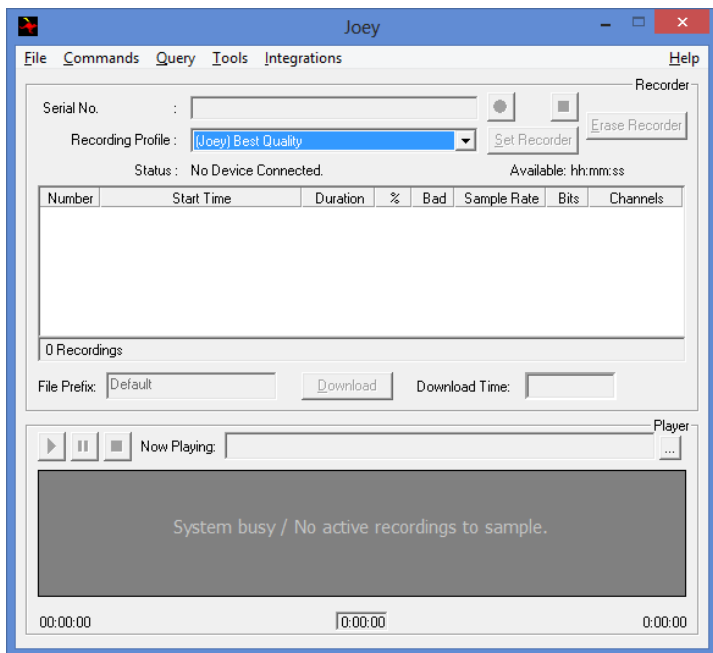 Joey
File Commands Query Tools Integrations Help
Recorder
Serial No. :
Erase Recorder
Recording Profile : (Joey) Best Quality Set Recorder
Status : No Device Connected. Available: hh:mm:ss
Number Start Time Duration % Bad Sample Rate Bits Channels
0 Recordings
File Prefix: Default Download Download Time:
Player
Now Playing: ...
System busy / No active recordings to sample.
00:00:00 0:00:00 0:00:00